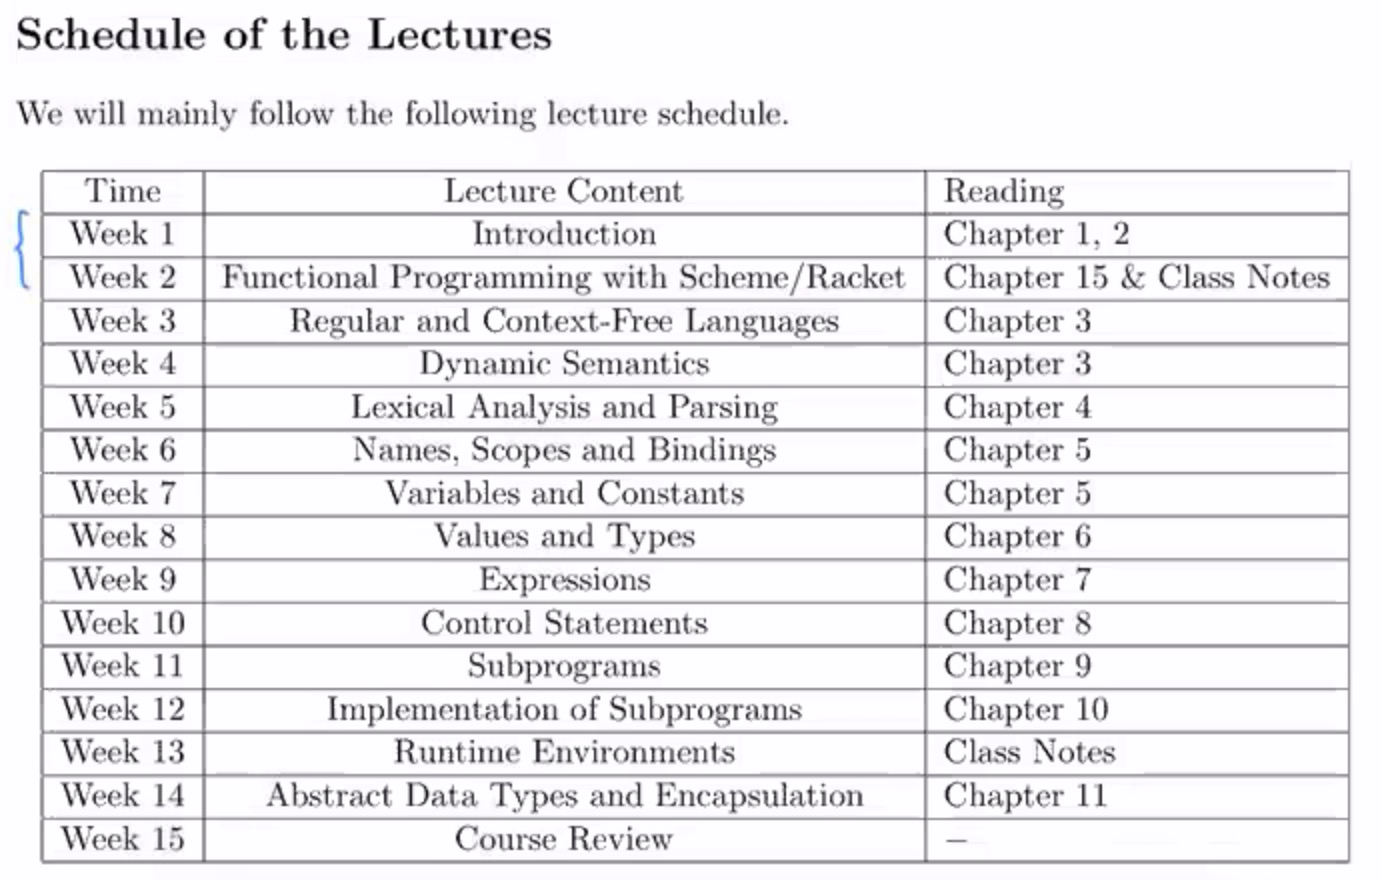 Schedule of the Lectures
We will mainly follow the following lecture schedule.
Time Lecture Content Reading
Week 1 Introduction Chapter 1, 2
Week 2 Functional Programming with Scheme/Racket Chapter 15 & Class Notes
Week 3 Regular and Context-Free Languages Chapter 3
Week 4 Dynamic Semantics Chapter 3
Week 5 Lexical Analysis and Parsing Chapter 4
Week 6 Names, Scopes and Bindings Chapter 5
Week 7 Variables and Constants Chapter 5
Week 8 Values and Types Chapter 6
Week 9 Expressions Chapter 7
Week 10 Control Statements Chapter 8
Week 11 Subprograms Chapter 9
Week 12 Implementation of Subprograms Chapter 10
Week 13 Runtime Environments Class Notes
Week 14 Abstract Data Types and Encapsulation Chapter 11
Week 15 Course Review –